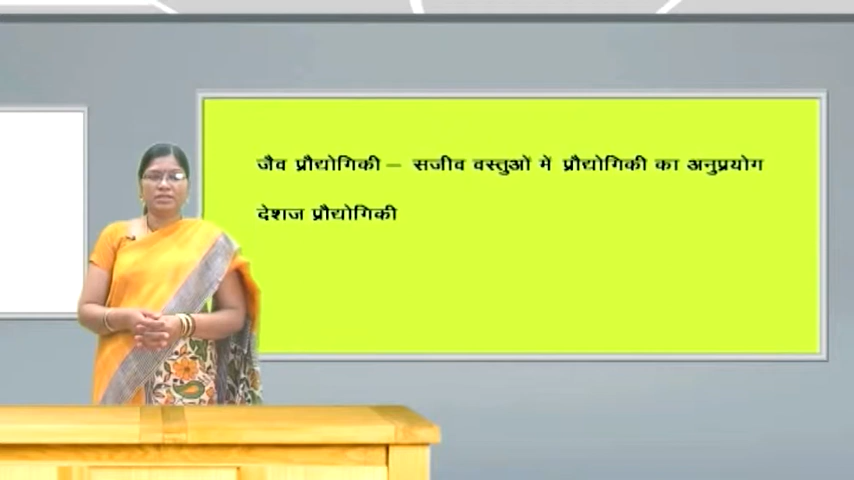 जैव प्रौद्योगिकी – सजीव वस्तुओं में प्रौद्योगिकी का अनुप्रयोग
देशज प्रौद्योगिकी